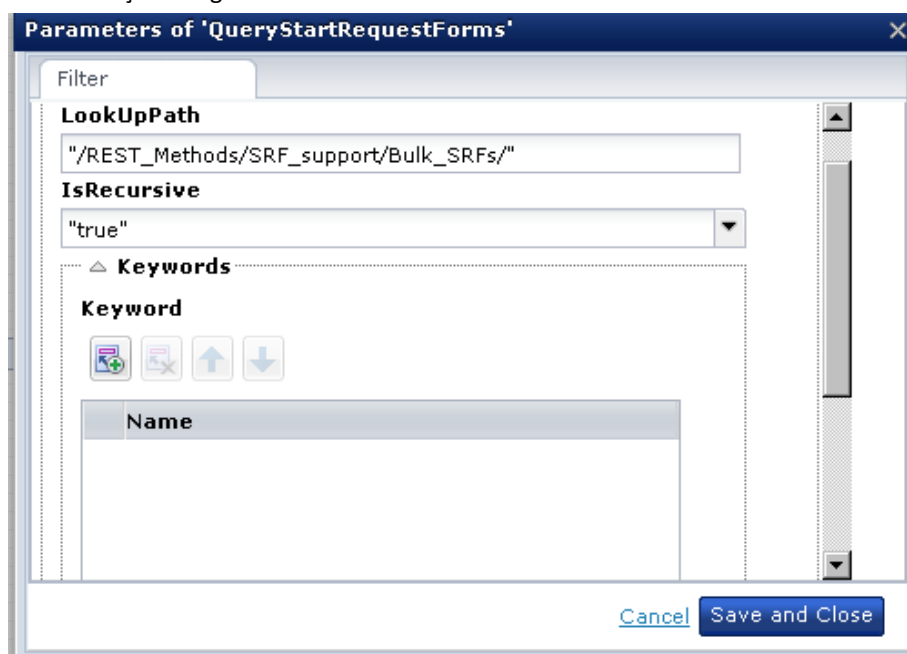 Parameters of 'QueryStartRequestForms'
Filter
LookUpPath
"/REST_Methods/SRF_support/Bulk_SRFs/"
IsRecursive
"true"
Keywords
Keyword
Name
Cancel Save and Close